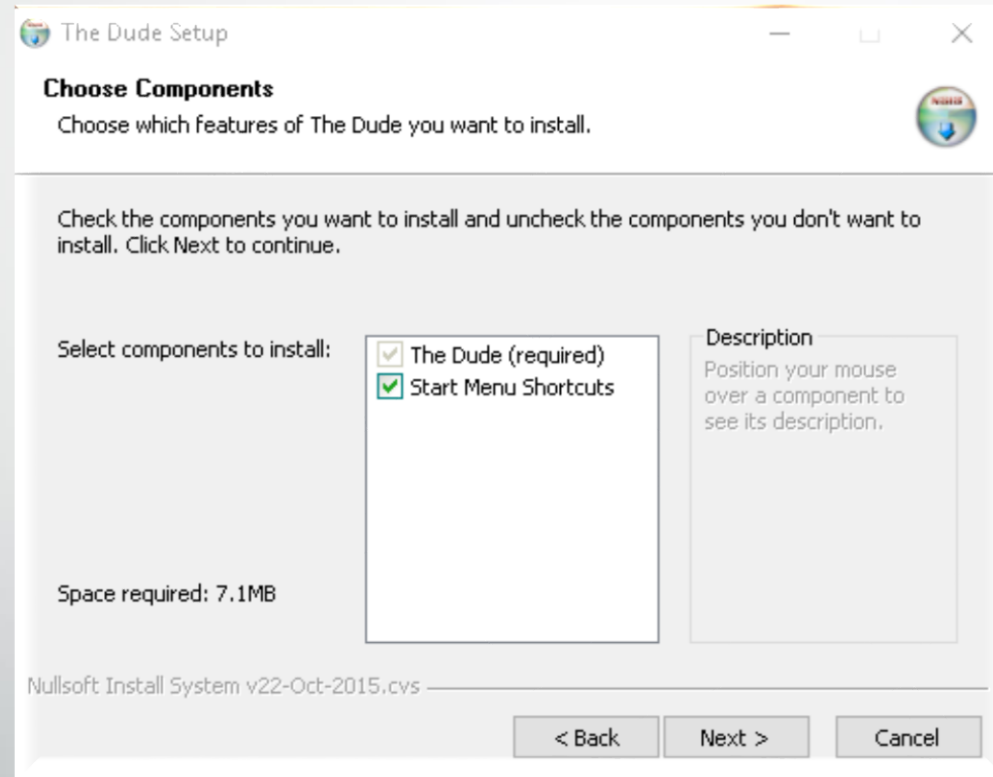 The Dude Setup
Choose Components
Choose which features of The Dude you want to install.
Check the components you want to install and uncheck the components you don't want to
install. Click Next to continue.
Select components to install:
The Dude (required)
Start Menu Shortcuts
Description
Position your mouse
over a component to
see its description.
Space required: 7.1MB
Nullsoft Install System v22-Oct-2015.cvs
< Back
Next >
Cancel